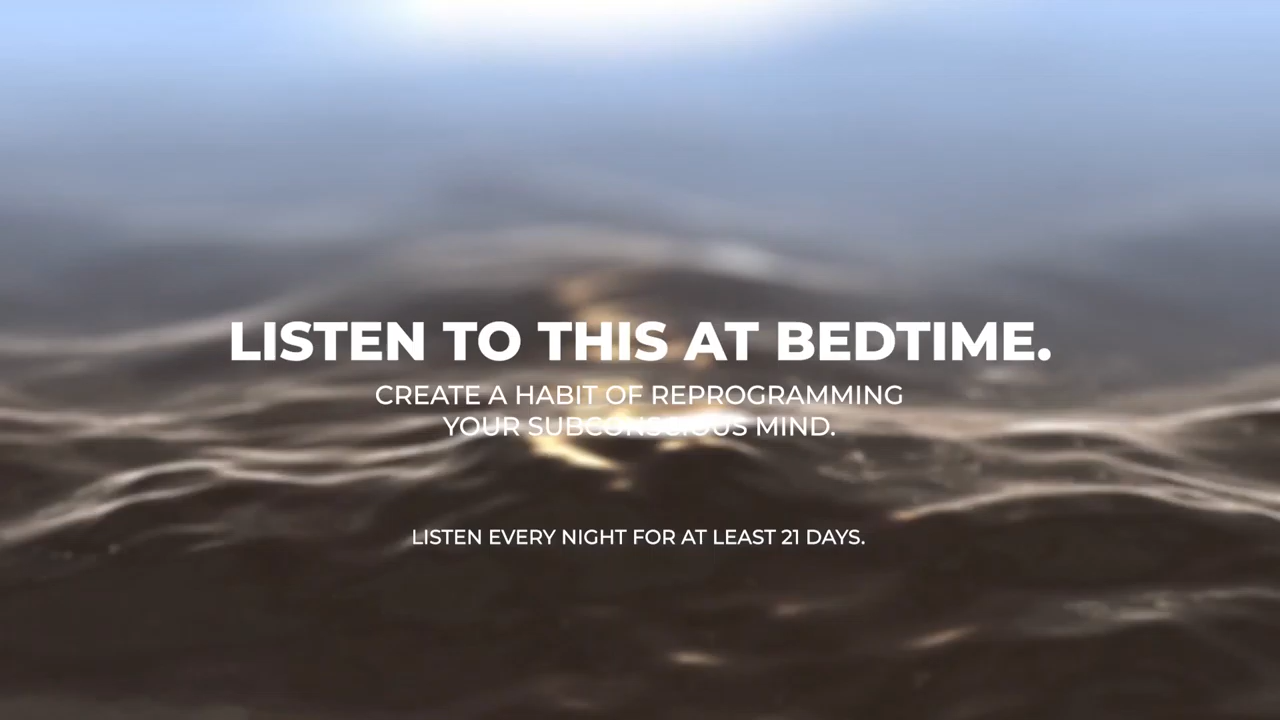 LISTEN TO THIS AT BEDTIME.
CREATE A HABIT OF REPROGRAMMING
YOUR SUBCONSCIOUS MIND.
LISTEN EVERY NIGHT FOR AT LEAST 21 DAYS.